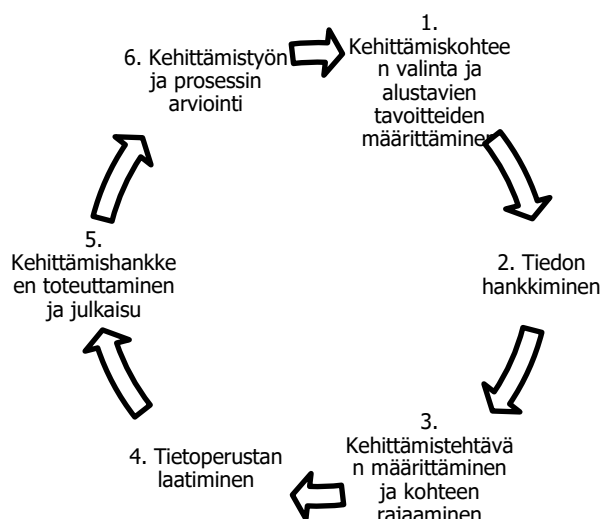 1.
Kehittämiskohtee
n valinta ja
alustavien
tavoitteiden
määrittäminen
2. Tiedon
hankkiminen
3.
Kehittämistehtävä
n määrittäminen
ja kohteen
rajaaminen
4. Tietoperustan
laatiminen
5.
Kehittämishankke
en toteuttaminen
ja julkaisu
6. Kehittämistyön
ja prosessin
arviointi